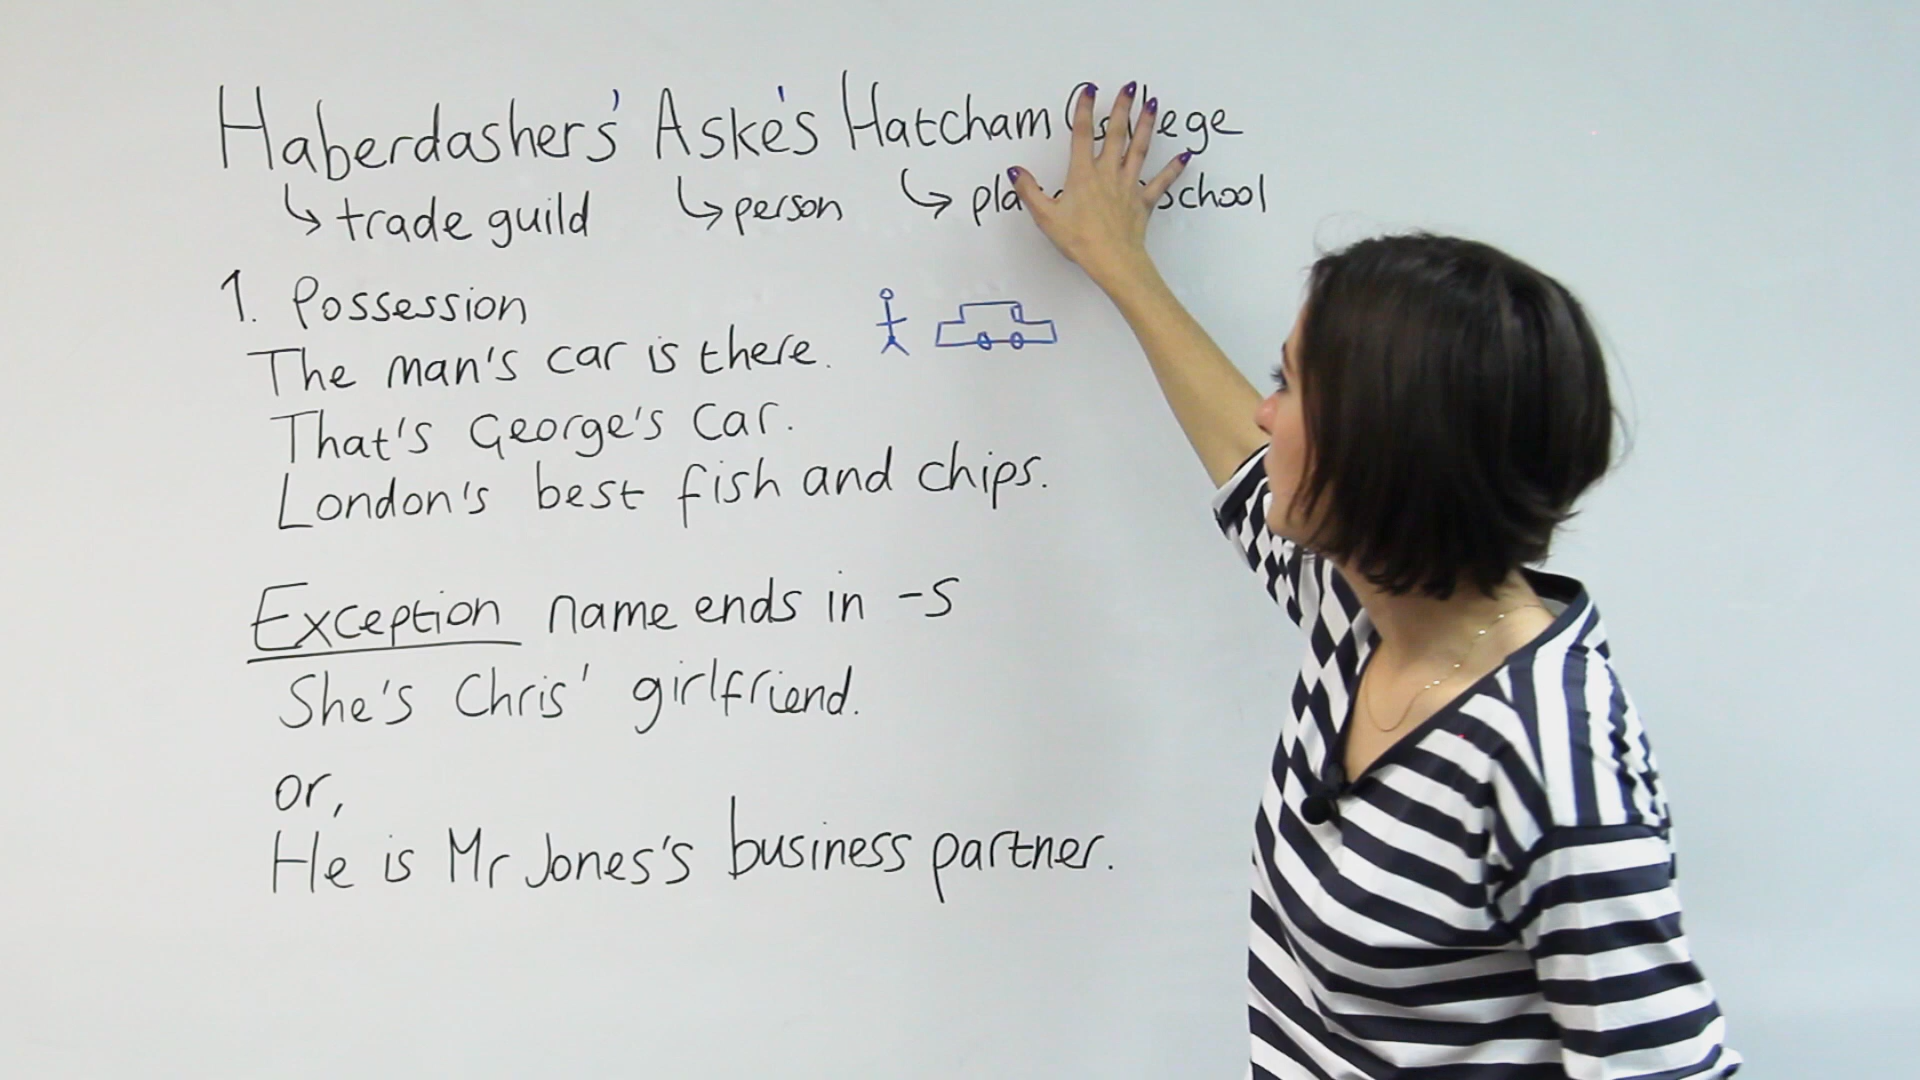 Haberdashers' Aske's Hatcham
↳ trade guild ↳ person ↳ school
1. Possession
The man's car is there.
That's George's car.
London's best fish and chips.
Exception name ends in -s
She's Chris' girlfriend.
or,
He is Mr Jones's business partner.